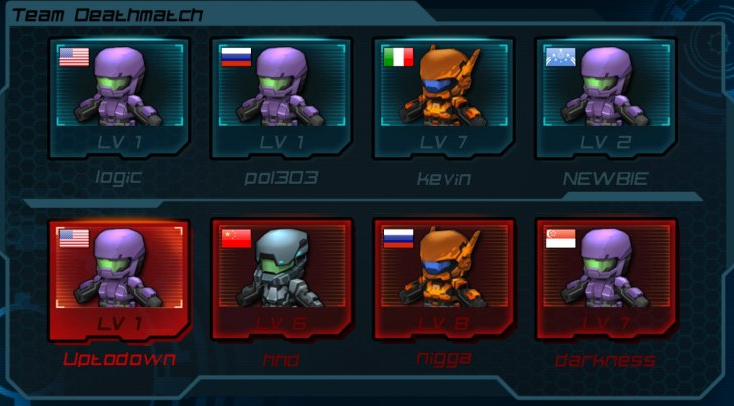 Team Deathmatch
LV 1 LV 1 LV 7 LV 2
logic pol303 kevin NEWBIE
LV 1 LV 6 LV 8 LV 7
Uptodown hhd nigga darkness